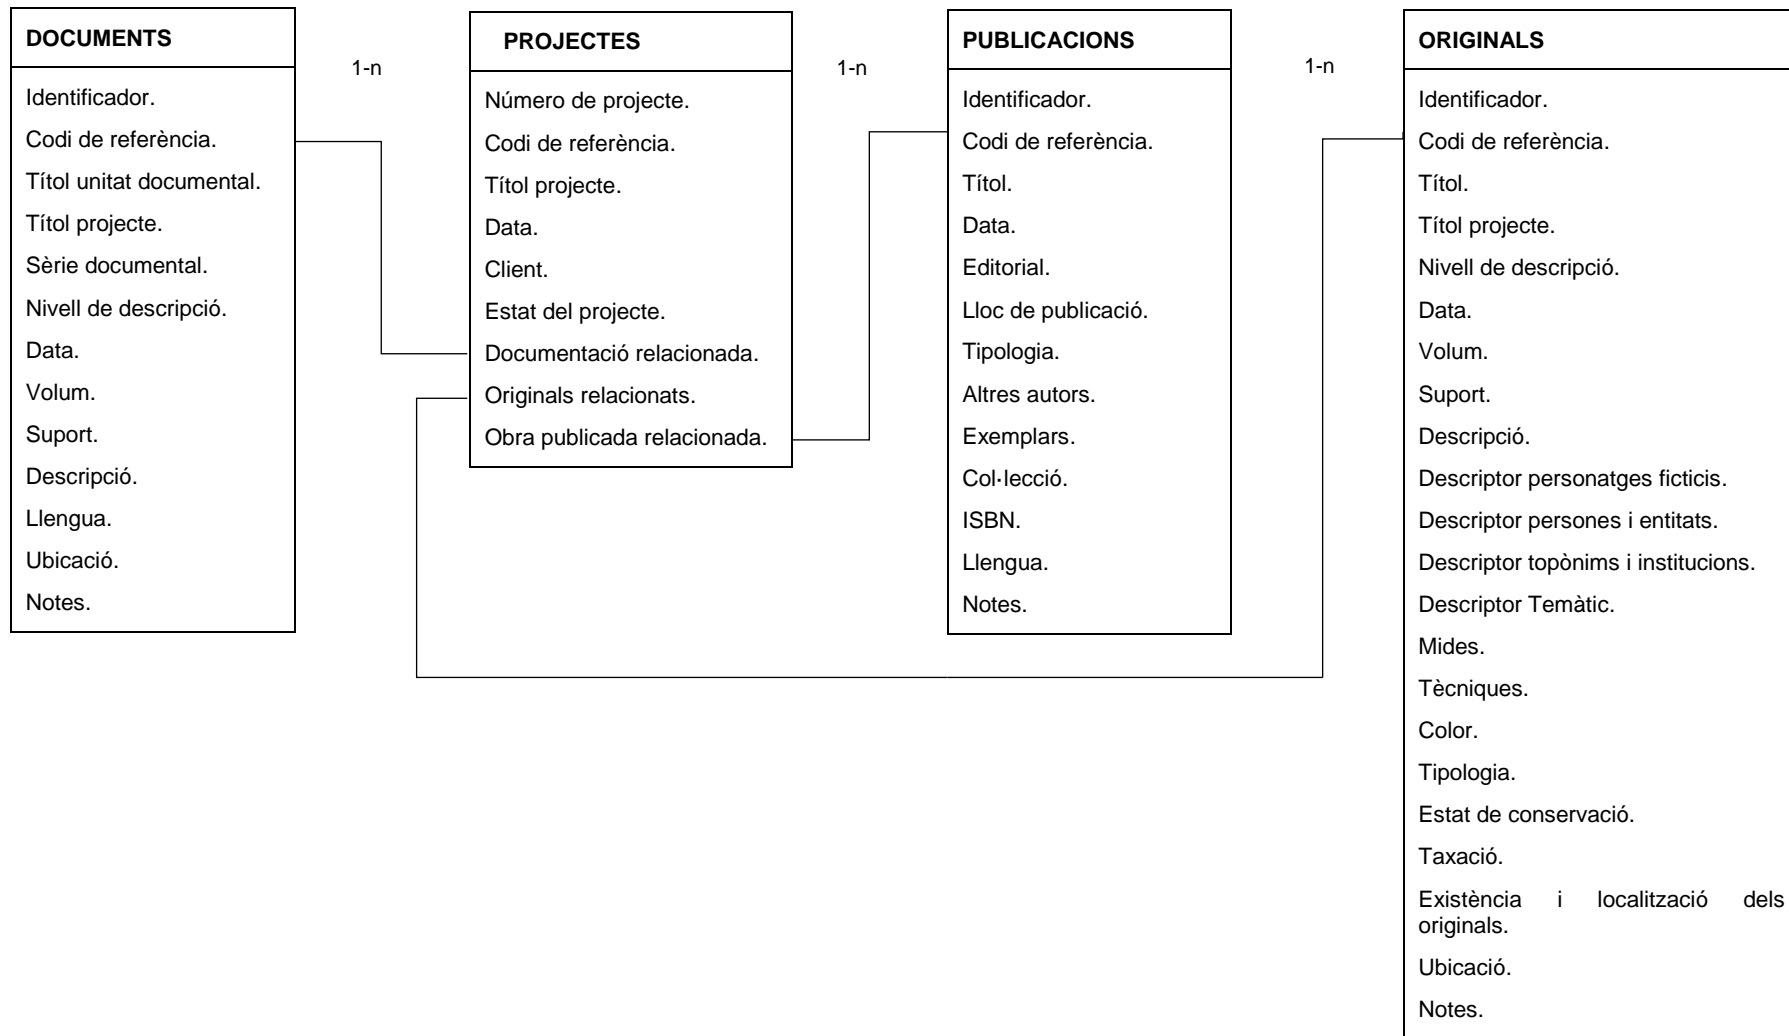 DOCUMENTS
Identificador.
Codi de referència.
Títol unitat documental.
Títol projecte.
Sèrie documental.
Nivell de descripció.
Data.
Volum.
Suport.
Descripció.
Llengua.
Ubicació.
Notes.
1-n
PROJECTES
Número de projecte.
Codi de referència.
Títol projecte.
Data.
Client.
Estat del projecte.
Documentació relacionada.
Originals relacionats.
Obra publicada relacionada.
1-n
PUBLICACIONS
Identificador.
Codi de referència.
Títol.
Data.
Editorial.
Lloc de publicació.
Tipologia.
Altres autors.
Exemplars.
Col·lecció.
ISBN.
Llengua.
Notes.
1-n
ORIGINALS
Identificador.
Codi de referència.
Títol.
Títol projecte.
Nivell de descripció.
Data.
Volum.
Suport.
Descripció.
Descriptor personatges ficticis.
Descriptor persones i entitats.
Descriptor topònims i institucions.
Descriptor Temàtic.
Mides.
Tècniques.
Color.
Tipologia.
Estat de conservació.
Taxació.
Existència i localització dels
originals.
Ubicació.
Notes.